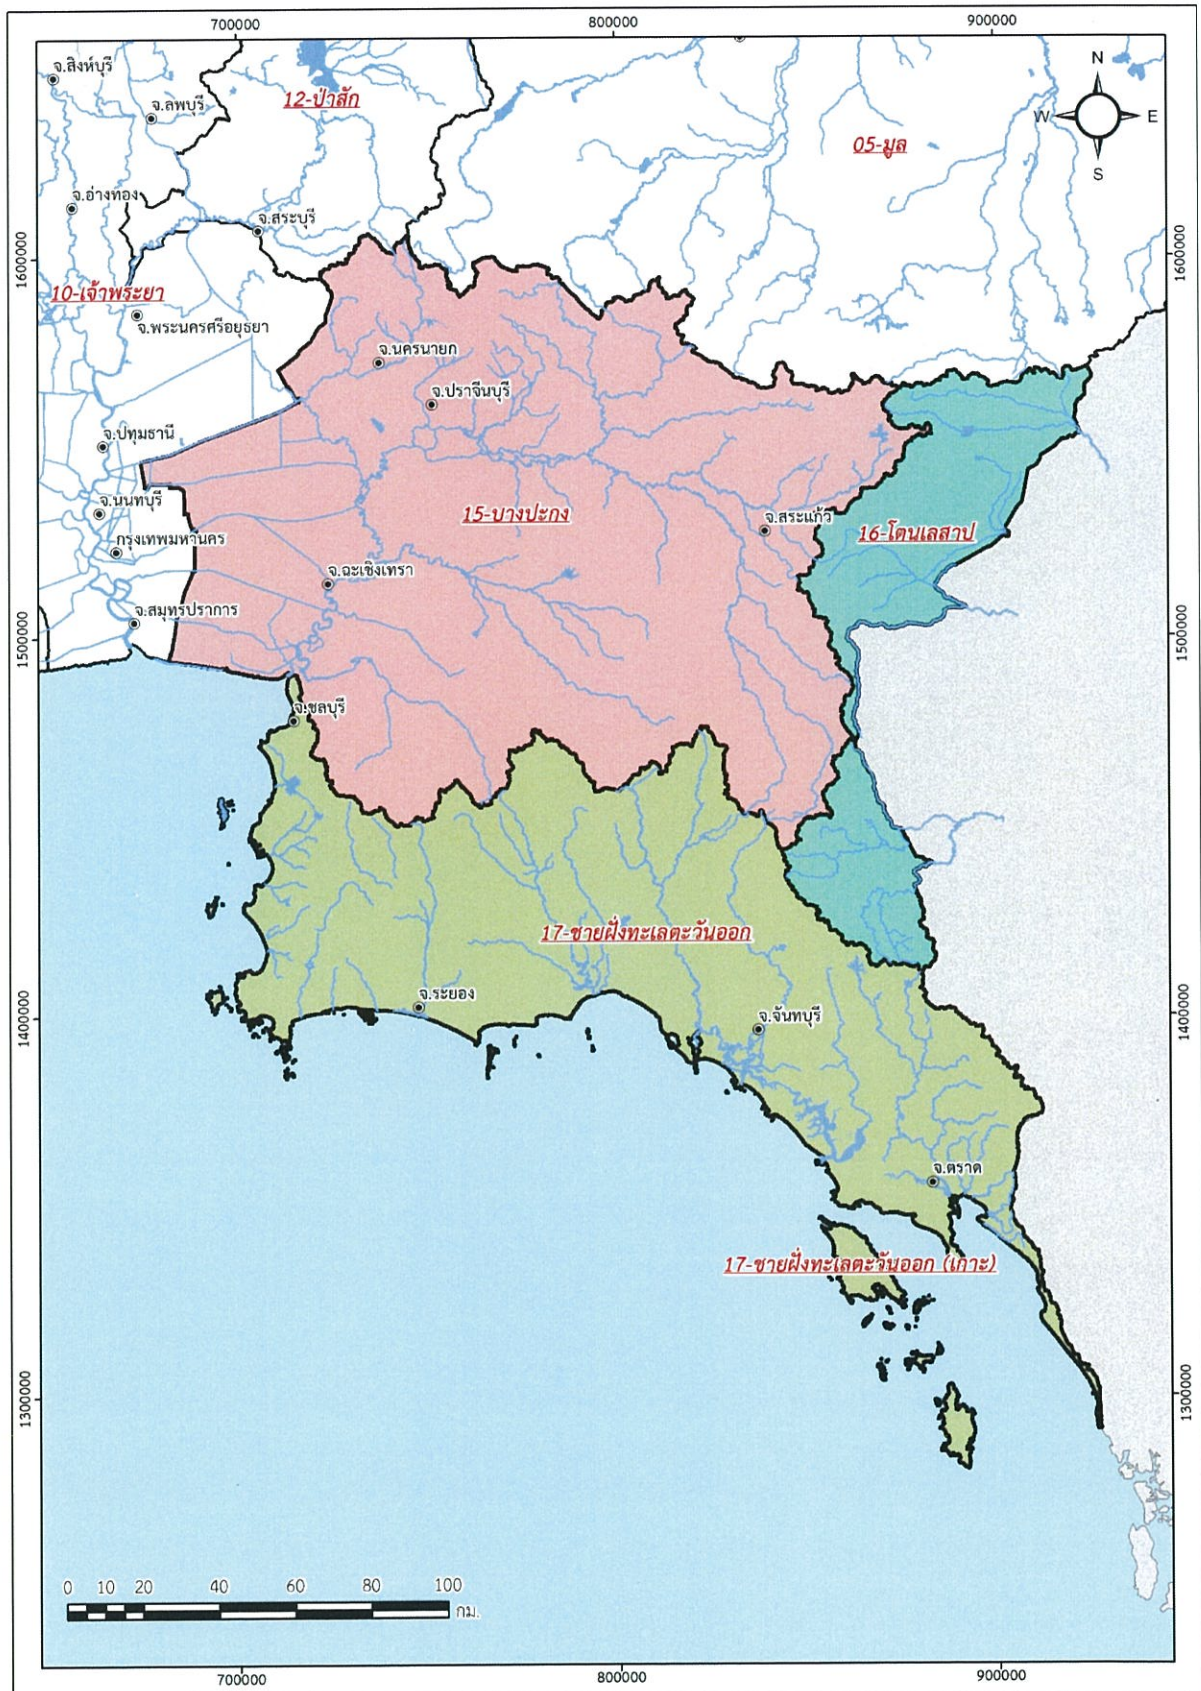 700000
800000
900000
จ.สิงห์บุรี
จ.ลพบุรี
12-ป่าสัก
05-มูล
N
W
E
S
จ.อ่างทอง
จ.สระบุรี
1600000
1600000
10-เจ้าพระยา
จ.พระนครศรีอยุธยา
จ.นครนายก
จ.ปราจีนบุรี
จ.ปทุมธานี
จ.นนทบุรี
15-บางปะกง
จ.สระแก้ว
16-โตนเลสาป
กรุงเทพมหานคร
จ.ฉะเชิงเทรา
จ.สมุทรปราการ
1500000
1500000
จ.ชลบุรี
17-ชายฝั่งทะเลตะวันออก
จ.ระยอง
จ.จันทบุรี
1400000
1400000
จ.ตราด
17-ชายฝั่งทะเลตะวันออก (เกาะ)
1300000
1300000
0 10 20 40 60 80 100
กม.
700000
800000
900000